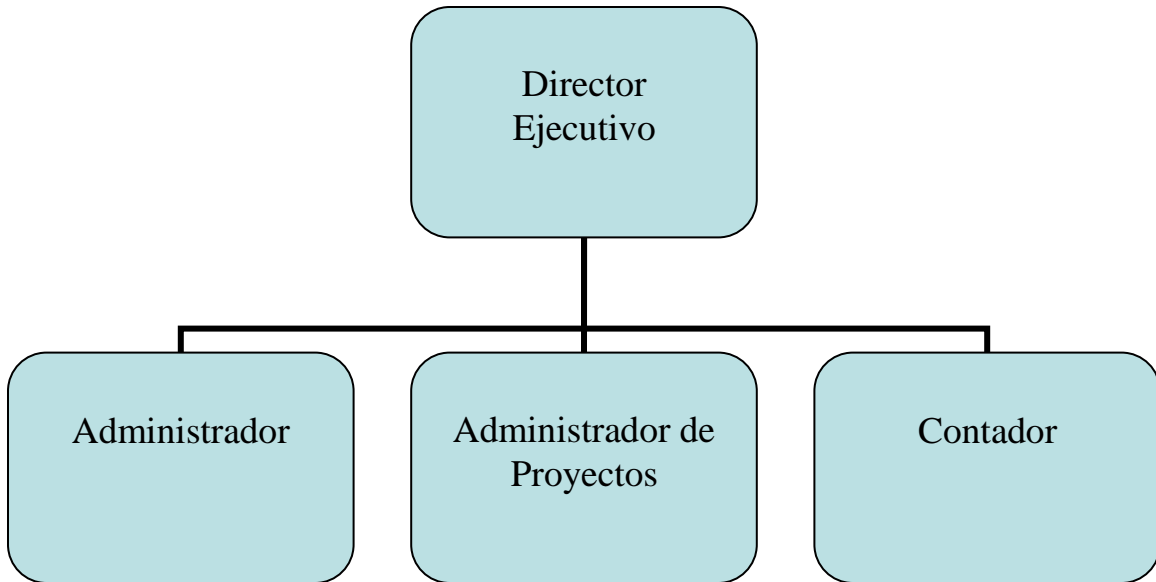 Director
Ejecutivo
Administrador
Administrador de
Proyectos
Contador